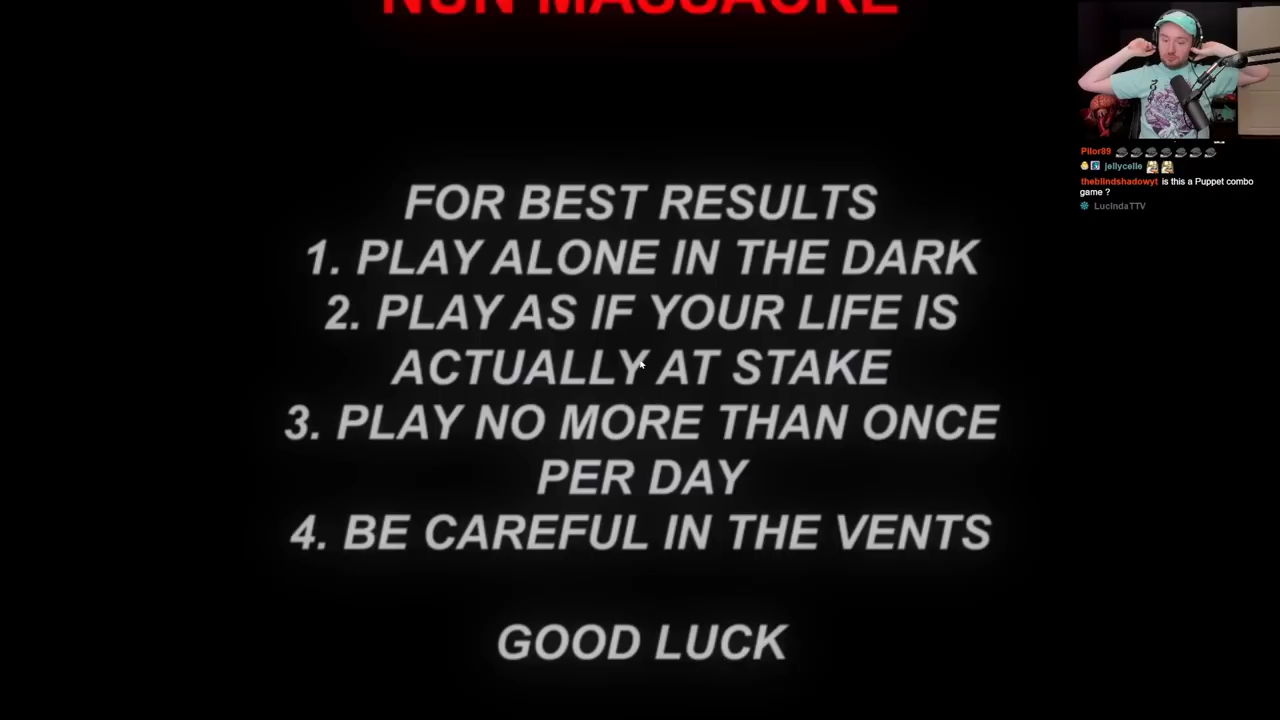 NUN MASSACRE
FOR BEST RESULTS
1. PLAY ALONE IN THE DARK
2. PLAY AS IF YOUR LIFE IS
ACTUALLY AT STAKE
3. PLAY NO MORE THAN ONCE
PER DAY
4. BE CAREFUL IN THE VENTS
GOOD LUCK
Pilor89
jellycelle
theblindshadowyt is this a Puppet combo
game ?
LucindaTTV